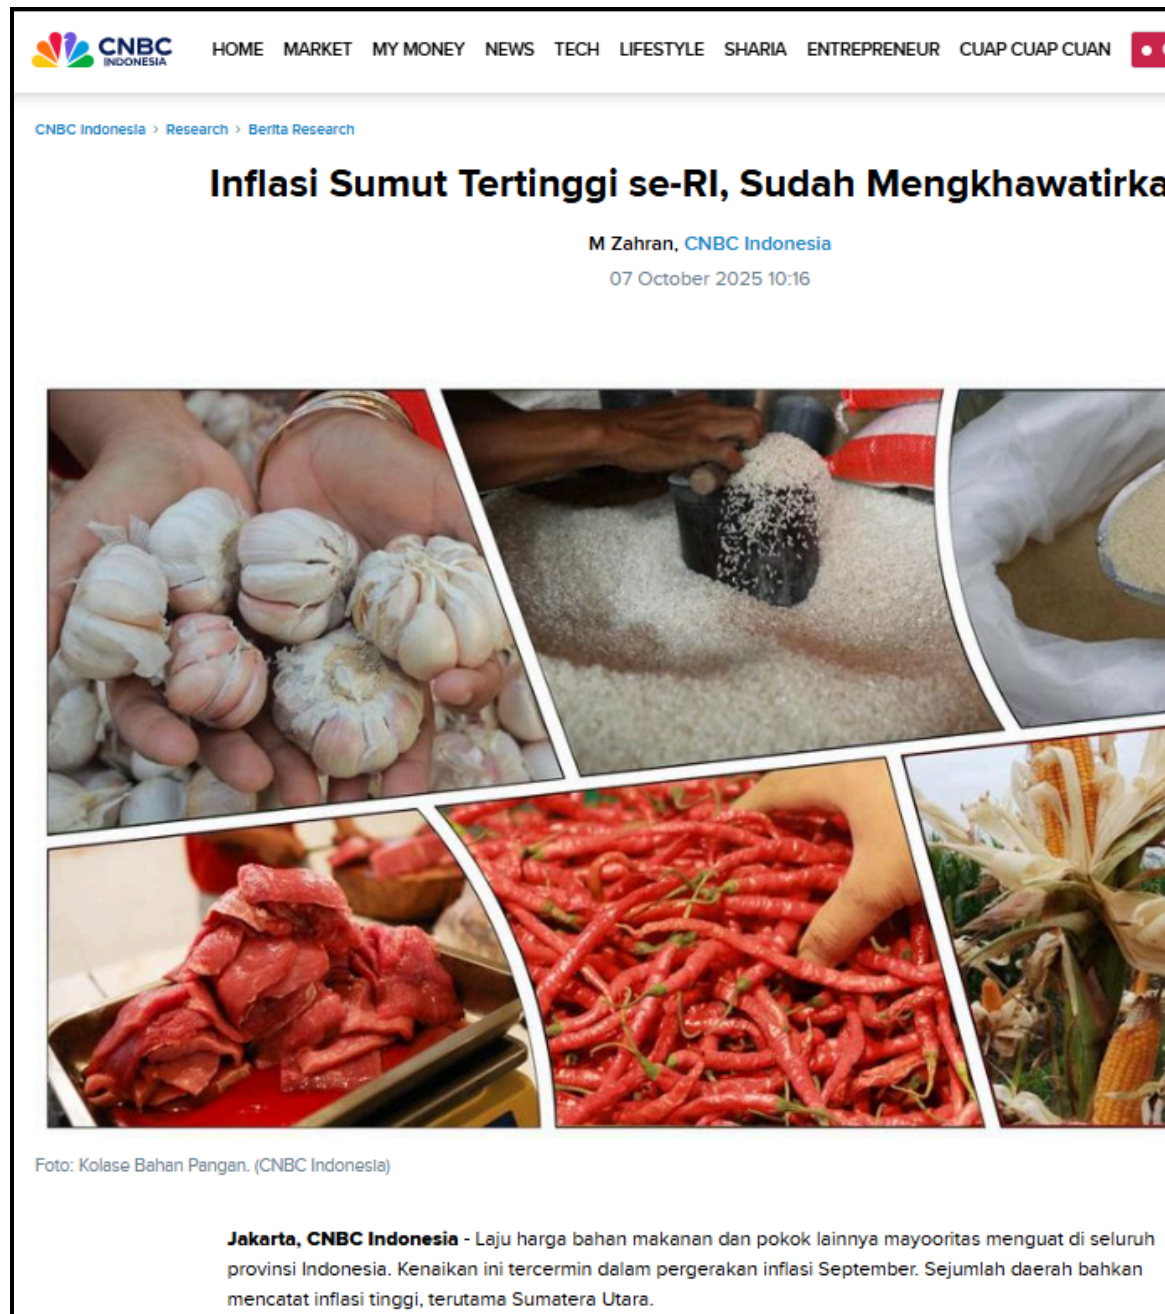 CNBC
INDONESIA
HOME MARKET MY MONEY NEWS TECH LIFESTYLE SHARIA ENTREPRENEUR CUAP CUAP CUAN
CNBC Indonesia > Research > Berita Research
Inflasi Sumut Tertinggi se-RI, Sudah Mengkhawatirka
M Zahran, CNBC Indonesia
07 October 2025 10:16
Foto: Kolase Bahan Pangan. (CNBC Indonesia)
Jakarta, CNBC Indonesia - Laju harga bahan makanan dan pokok lainnya mayooritas menguat di seluruh
provinsi Indonesia. Kenaikan ini tercermin dalam pergerakan inflasi September. Sejumlah daerah bahkan
mencatat inflasi tinggi, terutama Sumatera Utara.